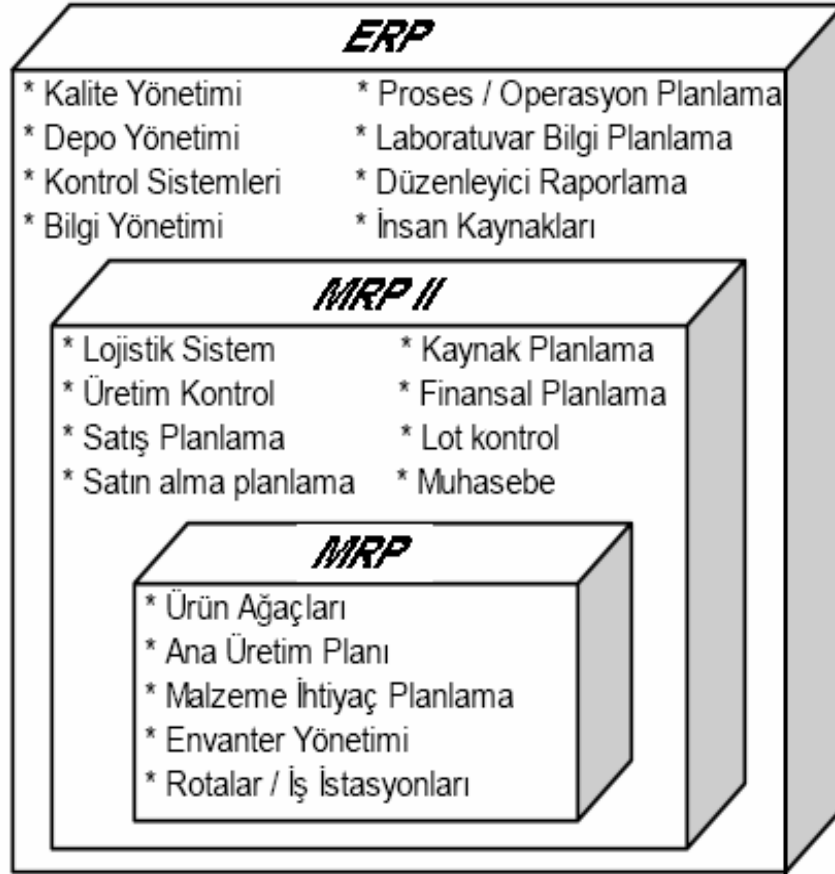 ERP
* Kalite Yönetimi * Proses / Operasyon Planlama
* Depo Yönetimi * Laboratuvar Bilgi Planlama
* Kontrol Sistemleri * Düzenleyici Raporlama
* Bilgi Yönetimi * İnsan Kaynakları
MRP II
* Lojistik Sistem * Kaynak Planlama
* Üretim Kontrol * Finansal Planlama
* Satış Planlama * Lot kontrol
* Satın alma planlama * Muhasebe
MRP
* Ürün Ağaçları
* Ana Üretim Planı
* Malzeme İhtiyaç Planlama
* Envanter Yönetimi
* Rotalar / İş İstasyonları